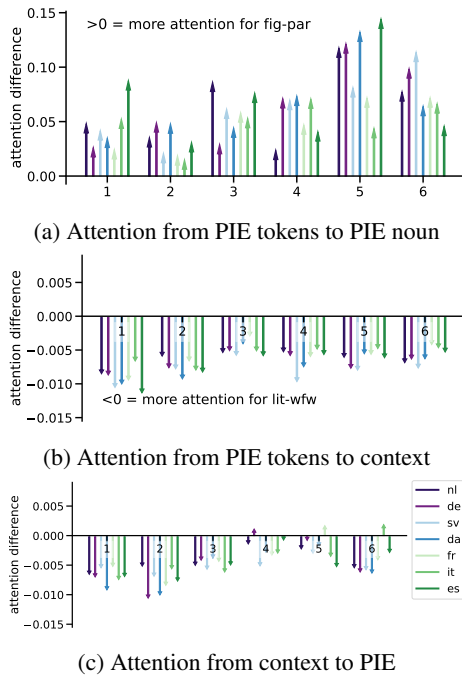 0.15
>0 = more attention for fig-par
0.10
0.05
0.00
attention difference
1 2 3 4 5 6
(a) Attention from PIE tokens to PIE noun
0.005
0.000
−0.005
−0.010
−0.015
attention difference
1 2 3 4 5 6
<0 = more attention for lit-wfw
(b) Attention from PIE tokens to context
0.005
0.000
−0.005
−0.010
−0.015
attention difference
1 2 3 4 5 6
nl
de
sv
da
fr
it
es
(c) Attention from context to PIE